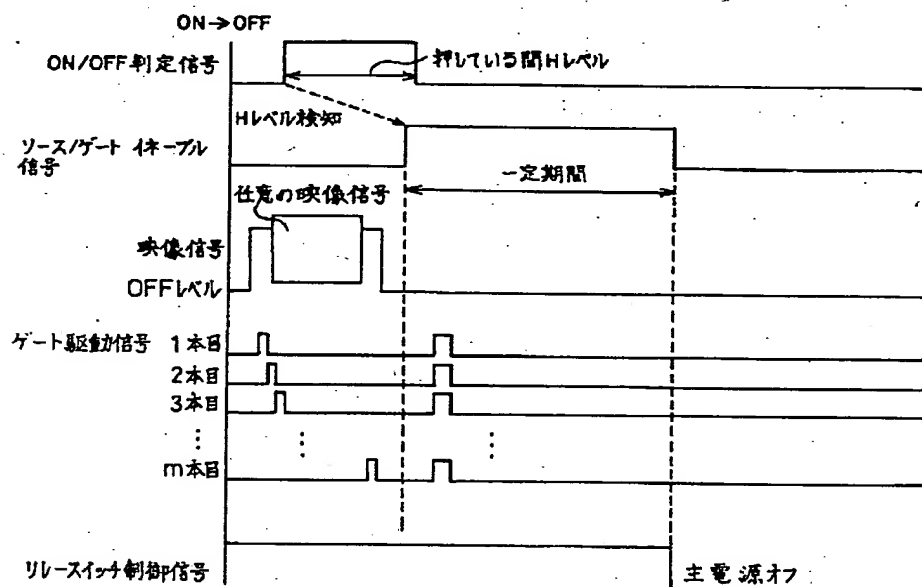 ON→OFF
ON/OFF判定信号
押している間Hレベル
Hレベル検知
ソース/ゲート イネーブル
信号
一定期間
任意の映像信号
映像信号
OFFレベル
ゲート駆動信号 1本目
2本目
3本目
m本目
リレースイッチ制御信号
主電源オフ